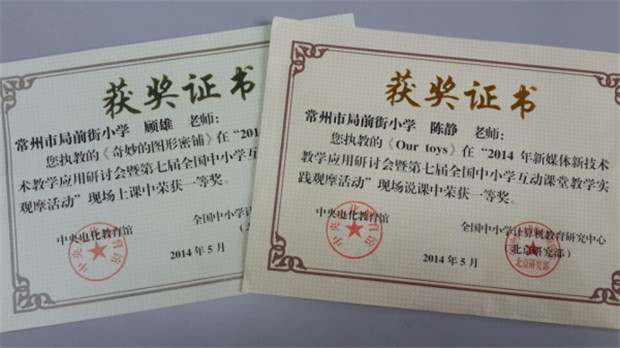 获奖证书
常州市局前街小学 顾雄 老师：
您执教的《奇妙的图形密铺》在“201
术教学应用研讨会暨第七届全国中小学互
观摩活动”现场上课中荣获一等奖。
中央电化教育馆 全国中小学
2014年5月
获奖证书
常州市局前街小学 陈静 老师：
您执教的《Our toys》在“2014年新媒体新技术
教学应用研讨会暨第七届全国中小学互动课堂教学实
践观摩活动”现场说课中荣获一等奖。
中央电化教育馆 全国中小学计算机教育研究中心
（北京研究部）
2014年5月